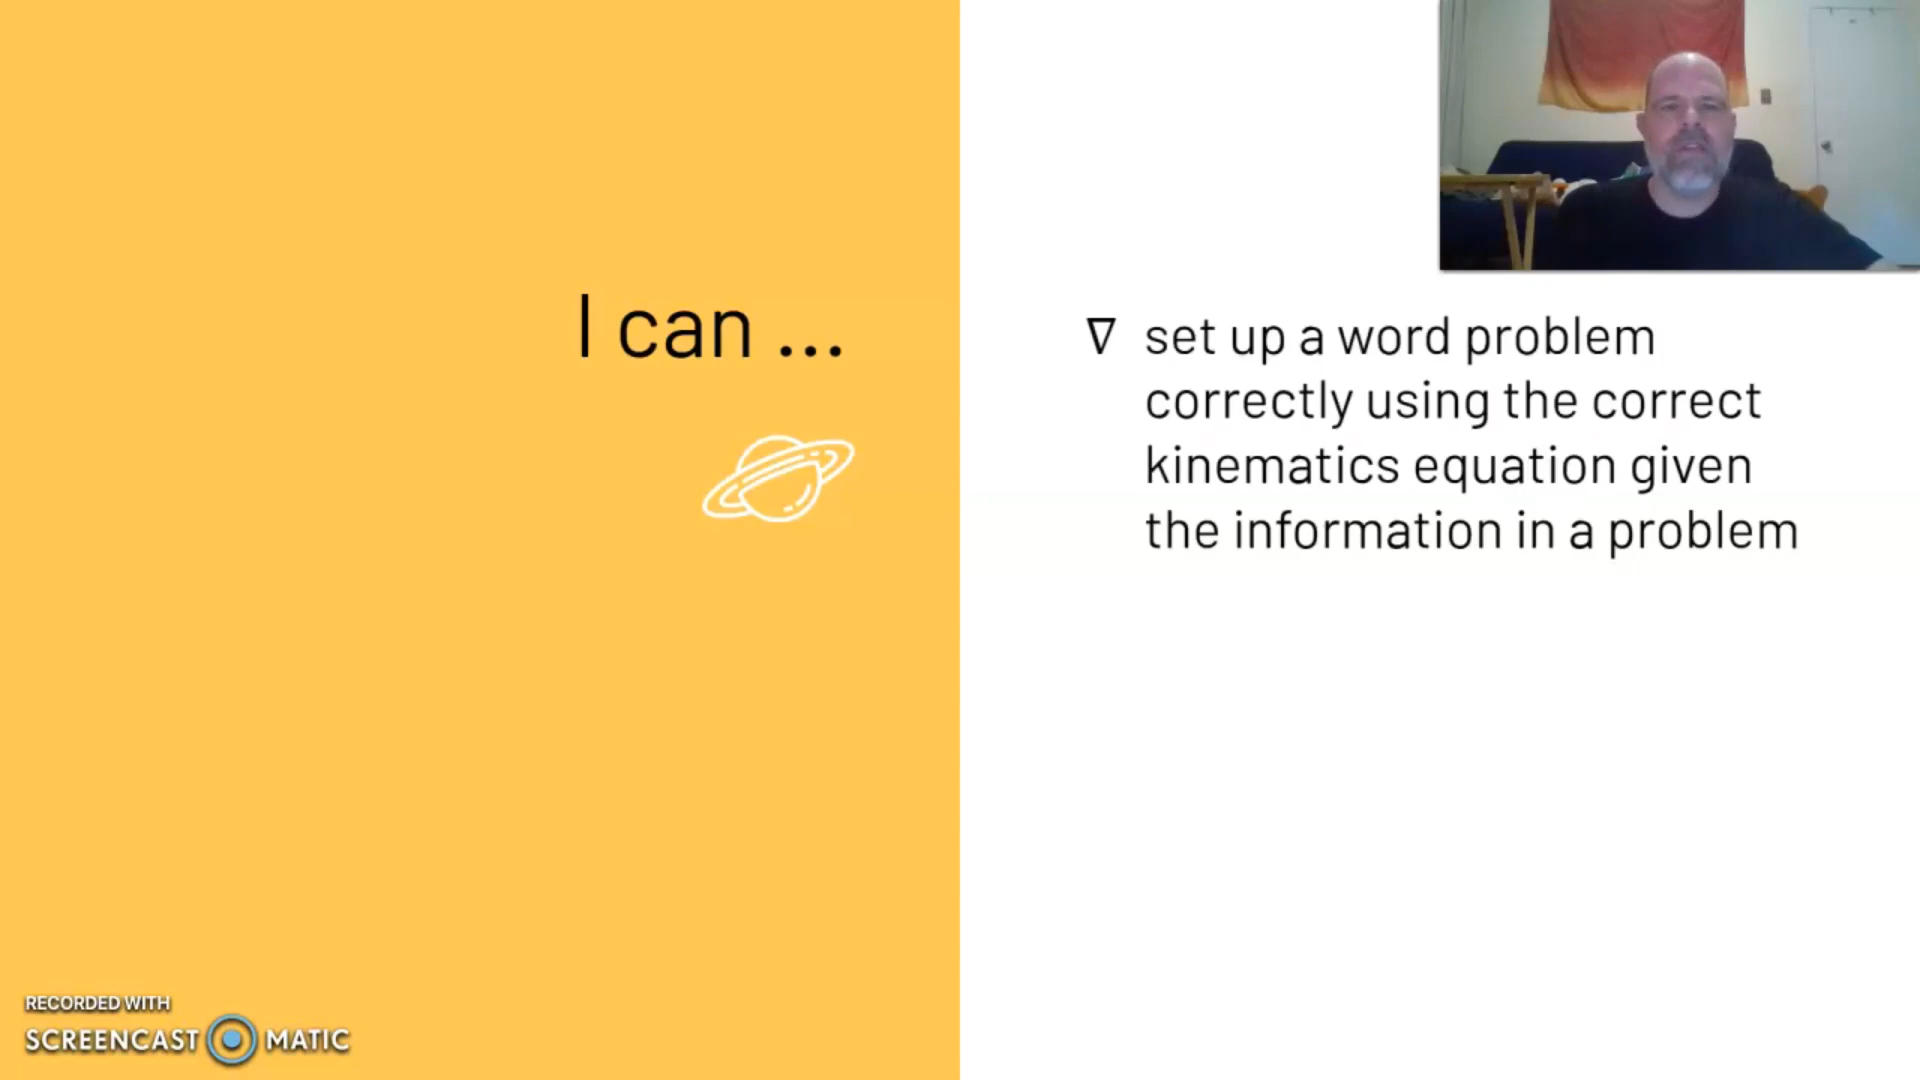 I can ...
∇ set up a word problem
correctly using the correct
kinematics equation given
the information in a problem
RECORDED WITH
SCREENCAST MATIC